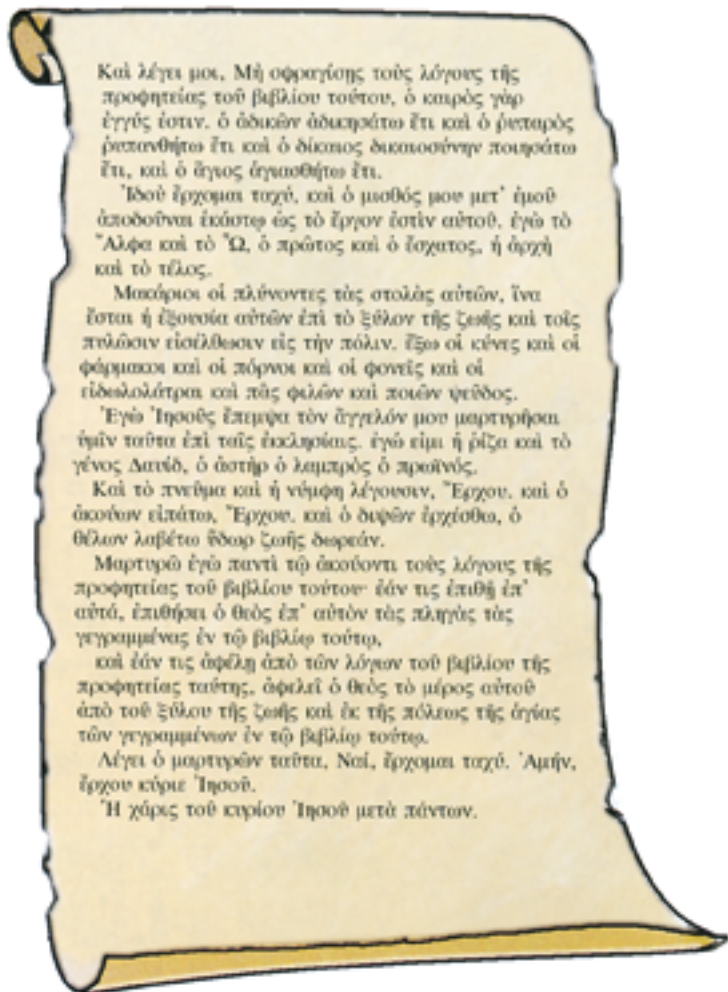 Καὶ λέγει μοι, Μὴ σφραγίσῃς τοὺς λόγους τῆς
προφητείας τοῦ βιβλίου τούτου, ὁ καιρὸς γὰρ
ἐγγύς ἐστιν. ὁ ἀδικῶν ἀδικησάτω ἔτι καὶ ὁ ῥυπαρὸς
ῥυπανθήτω ἔτι καὶ ὁ δίκαιος δικαιοσύνην ποιησάτω
ἔτι, καὶ ὁ ἅγιος ἁγιασθήτω ἔτι.
Ἰδοὺ ἔρχομαι ταχύ, καὶ ὁ μισθός μου μετ' ἐμοῦ
ἀποδοῦναι ἑκάστῳ ὡς τὸ ἔργον ἐστὶν αὐτοῦ. ἐγὼ τὸ
Ἄλφα καὶ τὸ Ὦ, ὁ πρῶτος καὶ ὁ ἔσχατος, ἡ ἀρχὴ
καὶ τὸ τέλος.
Μακάριοι οἱ πλύνοντες τὰς στολὰς αὐτῶν, ἵνα
ἔσται ἡ ἐξουσία αὐτῶν ἐπὶ τὸ ξύλον τῆς ζωῆς καὶ τοῖς
πυλῶσιν εἰσέλθωσιν εἰς τὴν πόλιν. ἔξω οἱ κύνες καὶ οἱ
φάρμακοι καὶ οἱ πόρνοι καὶ οἱ φονεῖς καὶ οἱ
εἰδωλολάτραι καὶ πᾶς φιλῶν καὶ ποιῶν ψεῦδος.
Ἐγὼ Ἰησοῦς ἔπεμψα τὸν ἄγγελόν μου μαρτυρῆσαι
ὑμῖν ταῦτα ἐπὶ ταῖς ἐκκλησίαις. ἐγώ εἰμι ἡ ῥίζα καὶ τὸ
γένος Δαυίδ, ὁ ἀστὴρ ὁ λαμπρὸς ὁ πρωϊνός.
Καὶ τὸ πνεῦμα καὶ ἡ νύμφη λέγουσιν, Ἔρχου. καὶ ὁ
ἀκούων εἰπάτω, Ἔρχου. καὶ ὁ διψῶν ἐρχέσθω, ὁ
θέλων λαβέτω ὕδωρ ζωῆς δωρεάν.
Μαρτυρῶ ἐγὼ παντὶ τῷ ἀκούοντι τοὺς λόγους τῆς
προφητείας τοῦ βιβλίου τούτου· ἐάν τις ἐπιθῇ ἐπ'
αὐτά, ἐπιθήσει ὁ θεὸς ἐπ' αὐτὸν τὰς πληγὰς τὰς
γεγραμμένας ἐν τῷ βιβλίῳ τούτῳ,
καὶ ἐάν τις ἀφέλῃ ἀπὸ τῶν λόγων τοῦ βιβλίου τῆς
προφητείας ταύτης, ἀφελεῖ ὁ θεὸς τὸ μέρος αὐτοῦ
ἀπὸ τοῦ ξύλου τῆς ζωῆς καὶ ἐκ τῆς πόλεως τῆς ἁγίας
τῶν γεγραμμένων ἐν τῷ βιβλίῳ τούτῳ.
Λέγει ὁ μαρτυρῶν ταῦτα, Ναί, ἔρχομαι ταχύ. Ἀμήν,
ἔρχου κύριε Ἰησοῦ.
Ἡ χάρις τοῦ κυρίου Ἰησοῦ μετὰ πάντων.